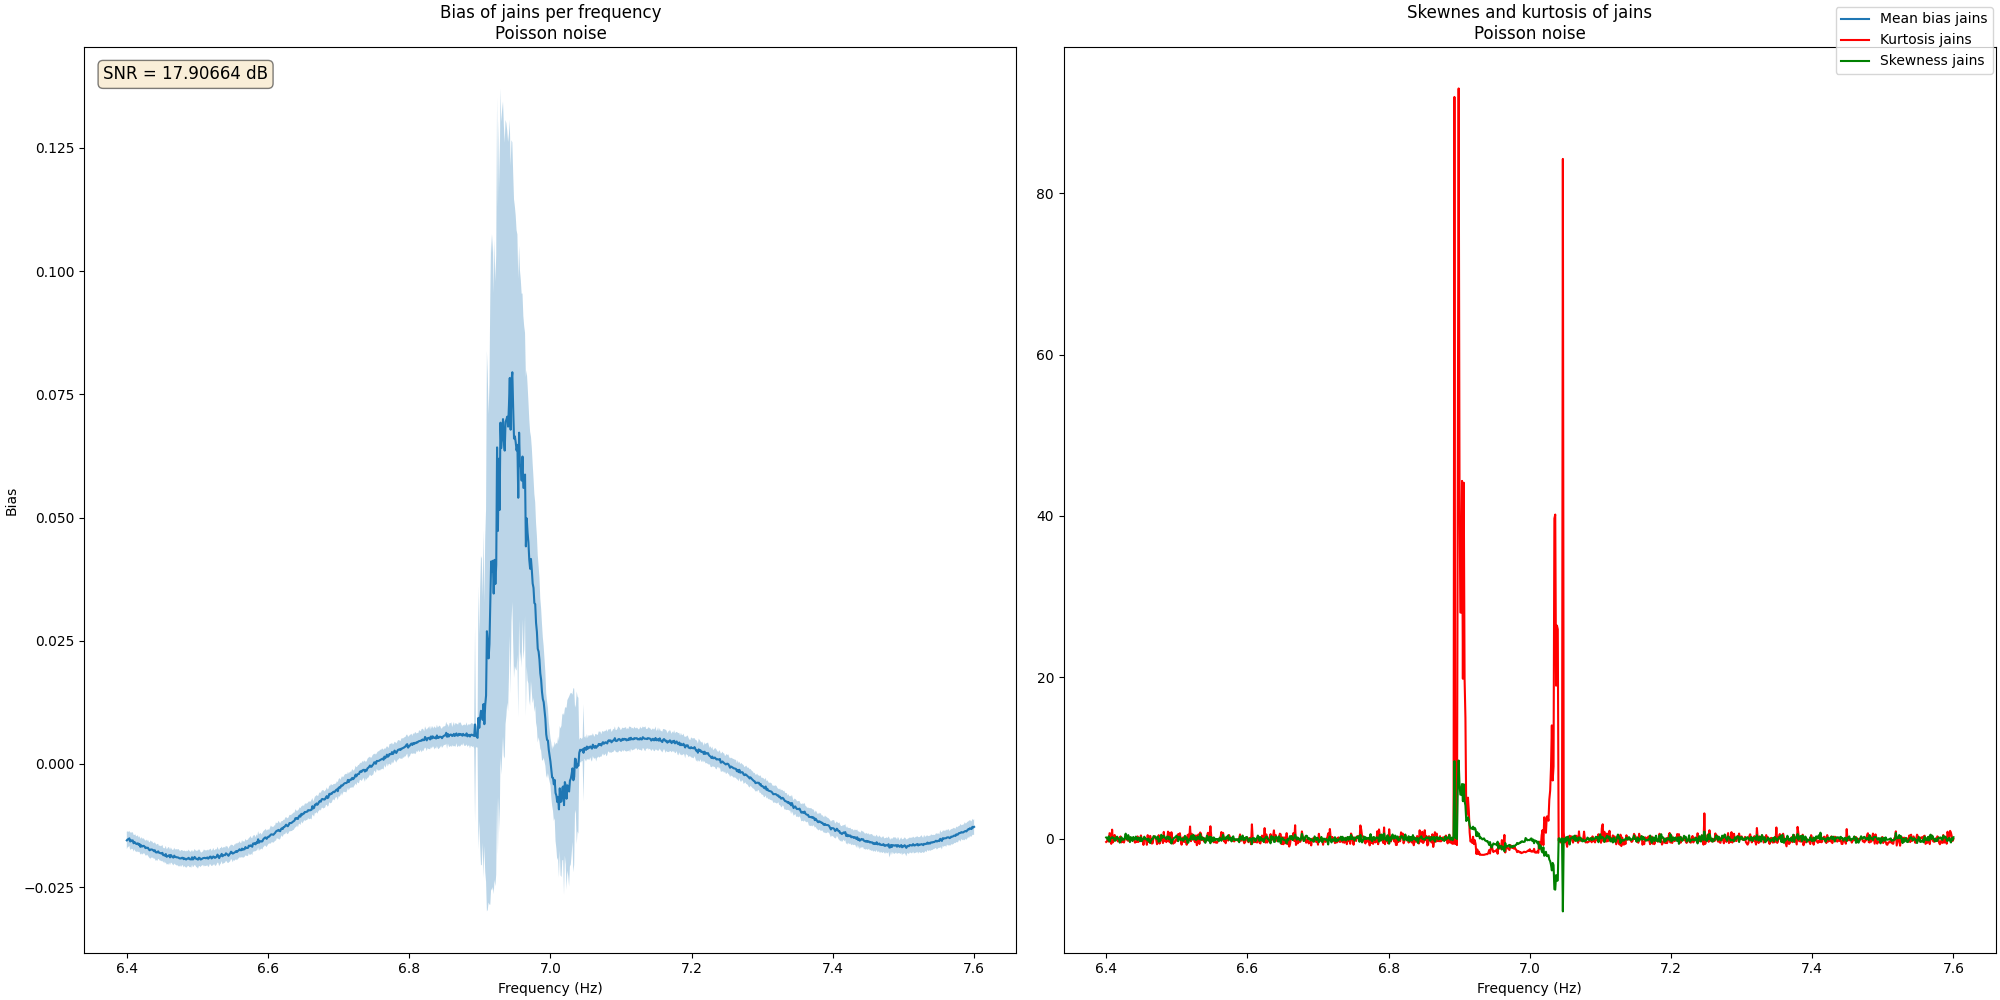 Bias of jains per frequency
Poisson noise
SNR = 17.90664 dB
0.125
0.100
0.075
0.050
0.025
0.000
−0.025
Bias
6.4
6.6
6.8
7.0
7.2
7.4
7.6
Frequency (Hz)
Skewnes and kurtosis of jains
Poisson noise
Mean bias jains
Kurtosis jains
Skewness jains
80
60
40
20
0
6.4
6.6
6.8
7.0
7.2
7.4
7.6
Frequency (Hz)